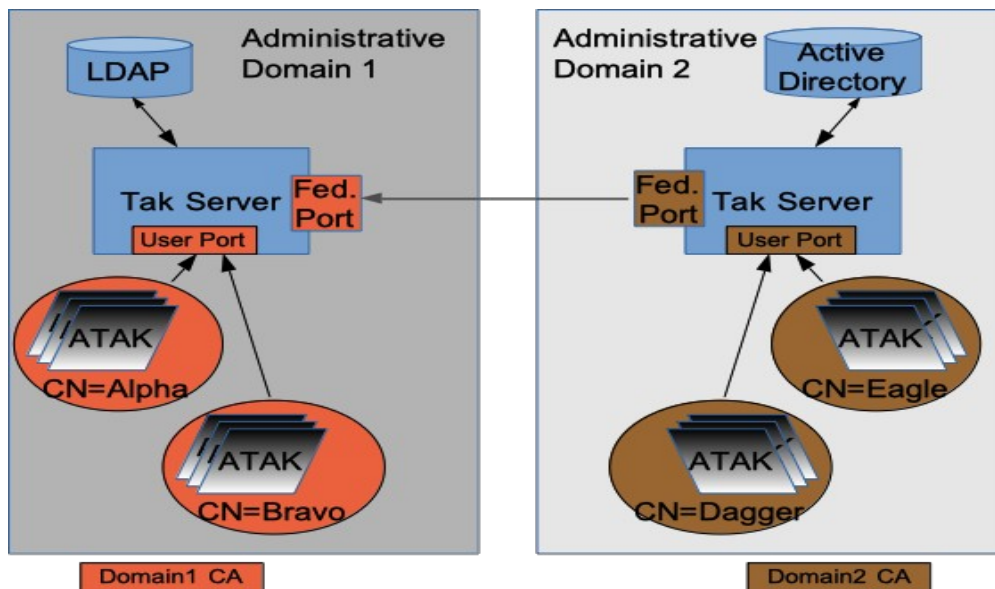 Administrative
Domain 1
LDAP
Tak Server
Fed.
Port
User Port
ATAK
CN=Alpha
ATAK
CN=Bravo
Domain1 CA
Administrative
Domain 2
Active
Directory
Fed.
Port
Tak Server
User Port
ATAK
CN=Eagle
ATAK
CN=Dagger
Domain2 CA